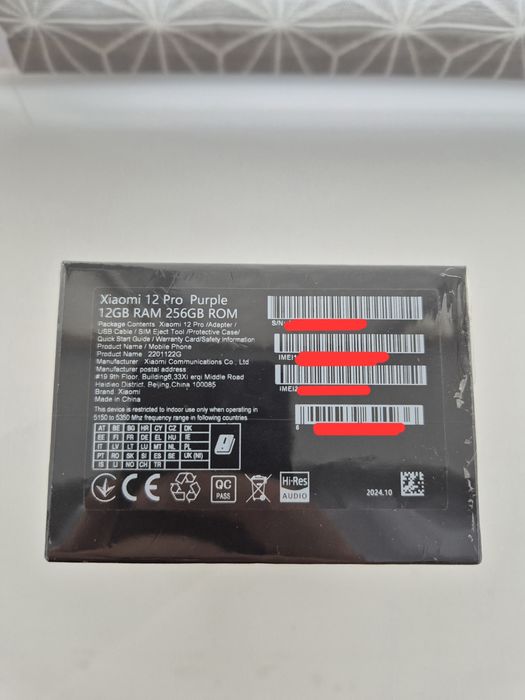 Xiaomi 12 Pro Purple
12GB RAM 256GB ROM
Package Contents Xiaomi 12 Pro /Adapter /
USB Cable / SIM Eject Tool /Protective Case/
Quick Start Guide / Warranty Card/Safety Information
Product Name / Mobile Phone
Product Name 2201122G
Manufacturer Xiaomi Communications Co., Ltd
Manufacturer postal address
#19 9th Floor, Building6,33Xi erqi Middle Road
Haidieo District, Beijing,China 100085
Brand Xiaomi
Made in China
This device is restricted to indoor use only when operating in
5150 to 5350 Mhz frequency range in following countries.
AT BE BG HR CY CZ DK
EE FI FR DE EL HU IE
IT LV LT LU MT NL PL
PT RO SK SI ES SE UK (NI)
IS LI NO CH TR
S/N:
IMEI1
IMEI2
6
CE
QC
PASS
Hi-Res
AUDIO
2024.10